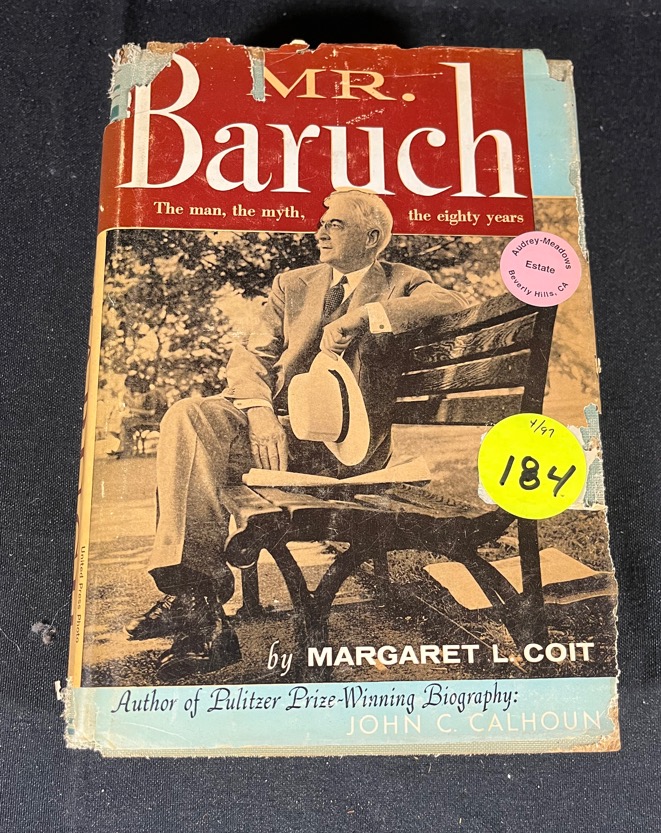 MR.
Baruch
The man, the myth, the eighty years
Audrey-Meadows
Estate
Beverly Hills, CA
4/97
184
United Press Photo
by MARGARET L. COIT
Author of Pulitzer Prize-Winning Biography:
JOHN C. CALHOUN